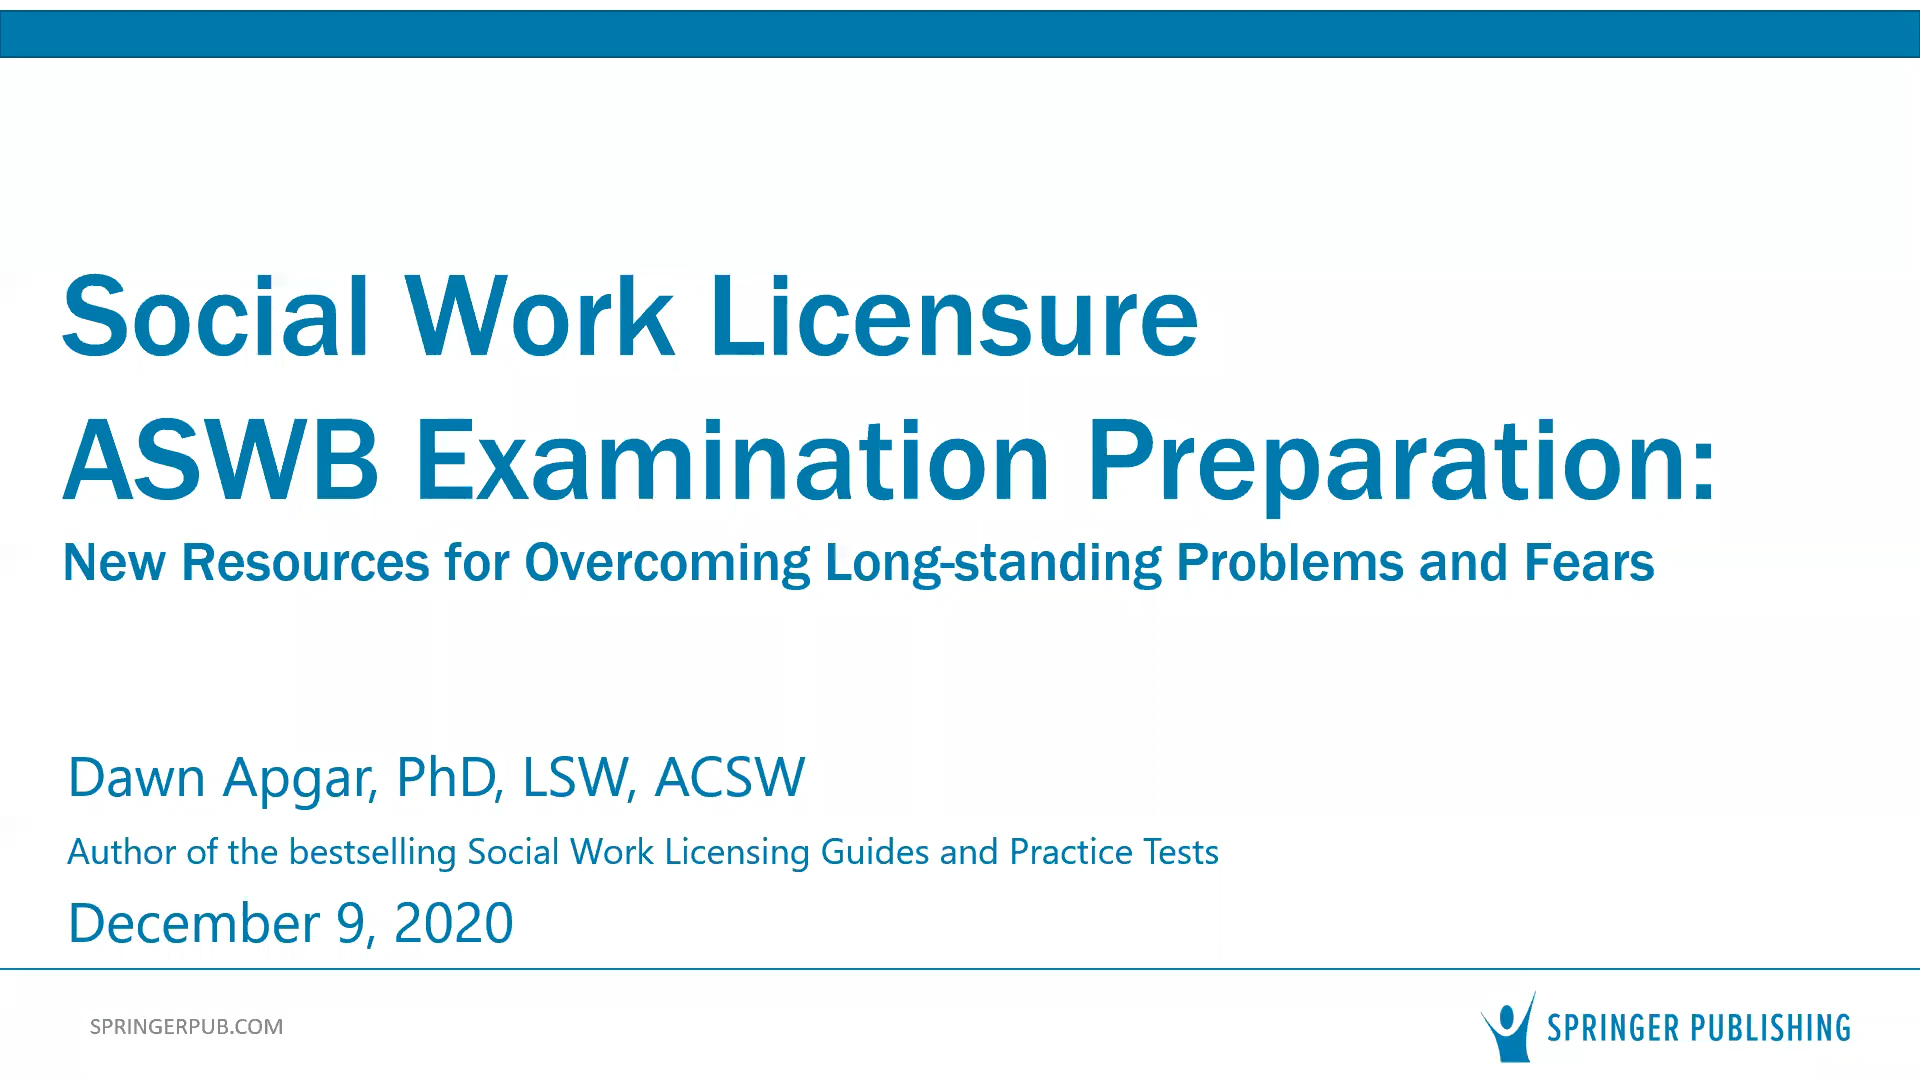 Social Work Licensure
ASWB Examination Preparation:
New Resources for Overcoming Long-standing Problems and Fears
Dawn Apgar, PhD, LSW, ACSW
Author of the bestselling Social Work Licensing Guides and Practice Tests
December 9, 2020
SPRINGERPUB.COM
SPRINGER PUBLISHING